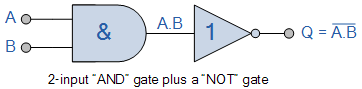 A
B
&
A.B
1
Q = A̅.̅B̅
2-input “AND” gate plus a “NOT” gate